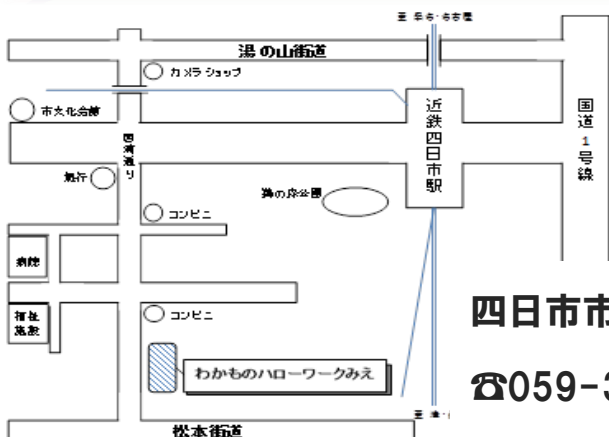 至 桑名・名古屋
湯の山街道
カメラショップ
市文化会館
国道1号線
近鉄四日市駅
西浦通り
銀行
鵜の森公園
コンビニ
病院
福祉施設
コンビニ
四日市市
わかものハローワークみえ
☎059-3
至 津・
松本街道